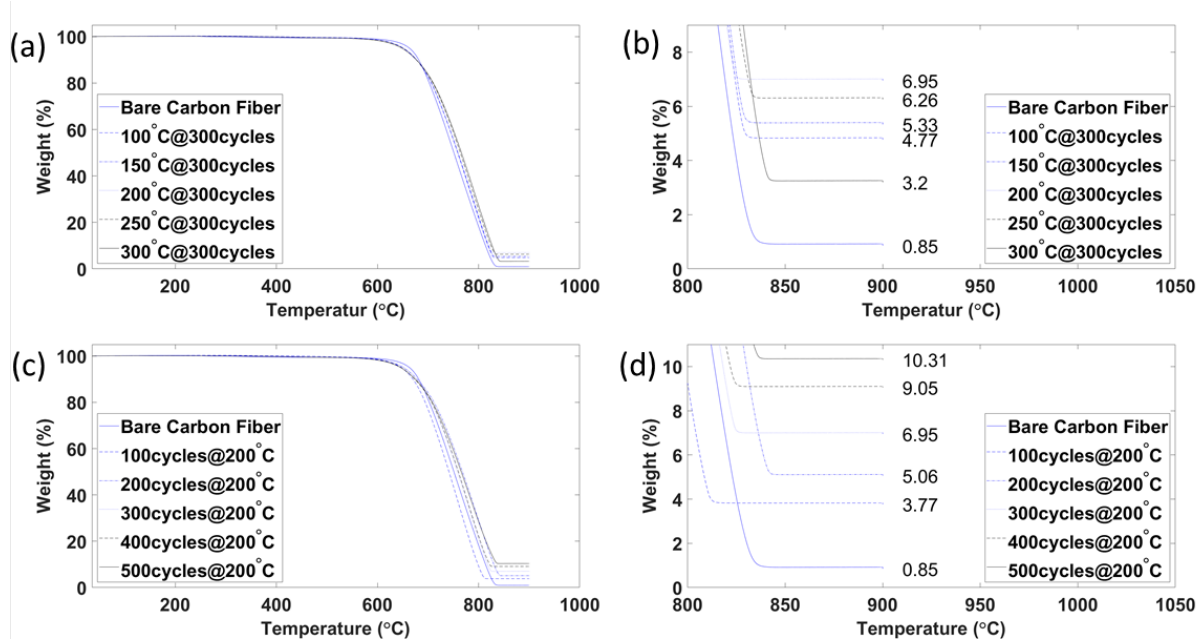 (a)
100
80
60
40
20
0
Weight (%)
Bare Carbon Fiber
100°C@300cycles
150°C@300cycles
200°C@300cycles
250°C@300cycles
300°C@300cycles
200 400 600 800 1000
Temperatur (°C)
(b)
8
6
4
2
0
Weight (%)
6.95
6.26
5.33
4.77
3.2
0.85
Bare Carbon Fiber
100°C@300cycles
150°C@300cycles
200°C@300cycles
250°C@300cycles
300°C@300cycles
800 850 900 950 1000 1050
Temperatur (°C)
(c)
100
80
60
40
20
0
Weight (%)
Bare Carbon Fiber
100cycles@200°C
200cycles@200°C
300cycles@200°C
400cycles@200°C
500cycles@200°C
200 400 600 800 1000
Temperature (°C)
(d)
10
8
6
4
2
0
Weight (%)
10.31
9.05
6.95
5.06
3.77
0.85
Bare Carbon Fiber
100cycles@200°C
200cycles@200°C
300cycles@200°C
400cycles@200°C
500cycles@200°C
800 850 900 950 1000 1050
Temperature (°C)